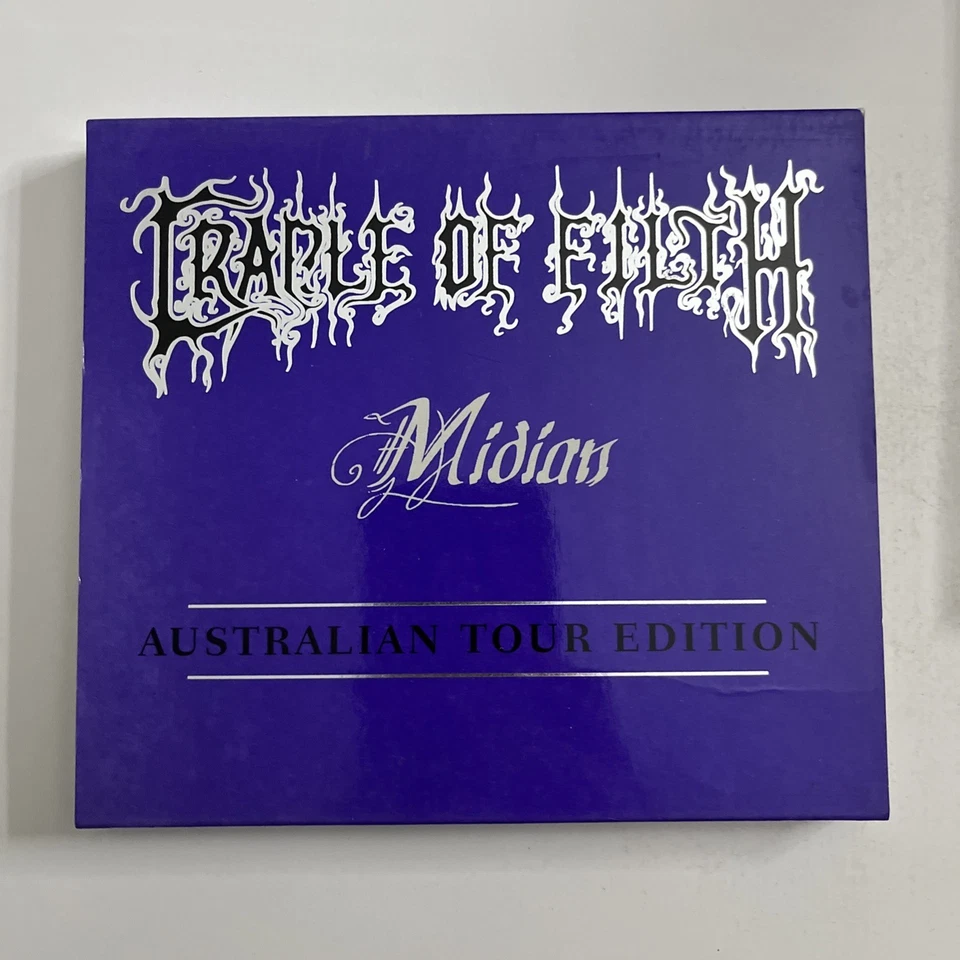 CRADLE OF FILTH
Midian
AUSTRALIAN TOUR EDITION